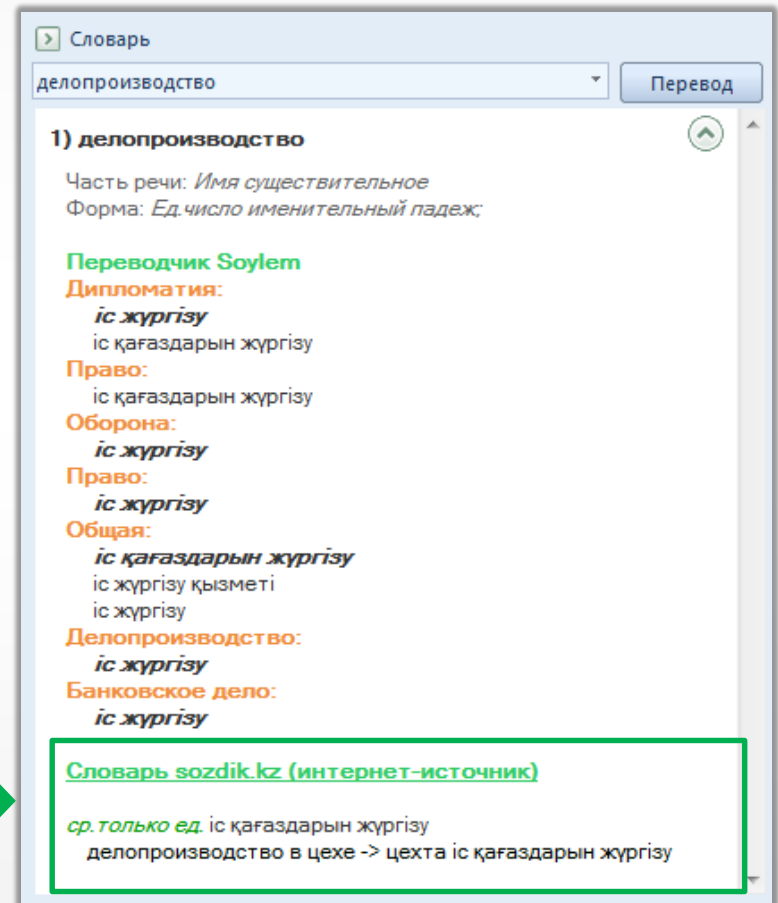 Словарь
делопроизводство
Перевод
1) делопроизводство
Часть речи: Имя существительное
Форма: Ед.число именительный падеж;
Переводчик Soylem
Дипломатия:
іс жүргізу
іс қағаздарын жүргізу
Право:
іс қағаздарын жүргізу
Оборона:
іс жүргізу
Право:
іс жүргізу
Общая:
іс қағаздарын жүргізу
іс жүргізу қызметі
іс жүргізу
Делопроизводство:
іс жүргізу
Банковское дело:
іс жүргізу
Словарь sozdik.kz (интернет-источник)
ср. только ед. іс қағаздарын жүргізу
делопроизводство в цехе -> цехта іс қағаздарын жүргізу